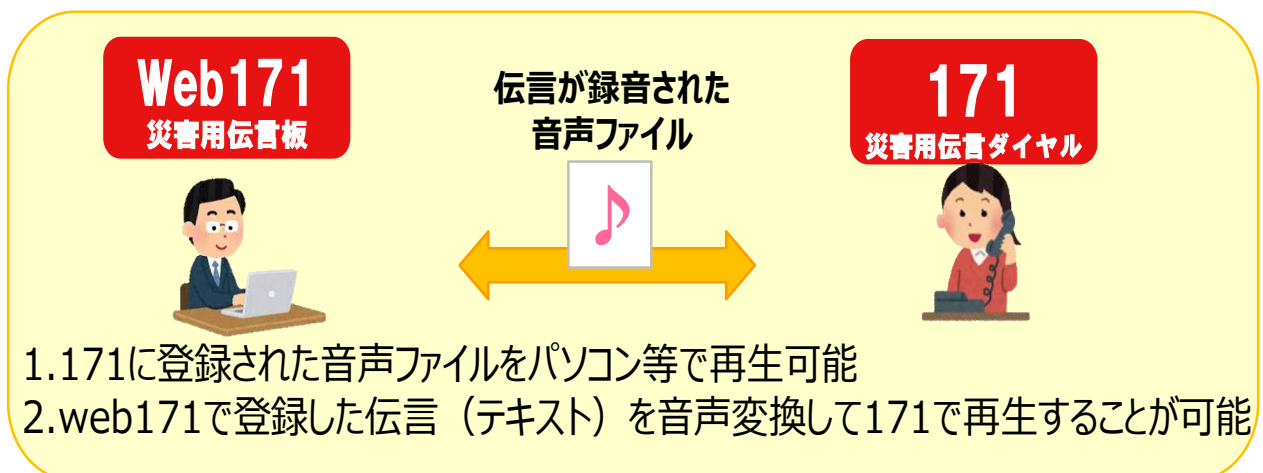 Web171
災害用伝言板
伝言が録音された
音声ファイル
171
災害用伝言ダイヤル
1.171に登録された音声ファイルをパソコン等で再生可能
2.web171で登録した伝言（テキスト）を音声変換して171で再生することが可能